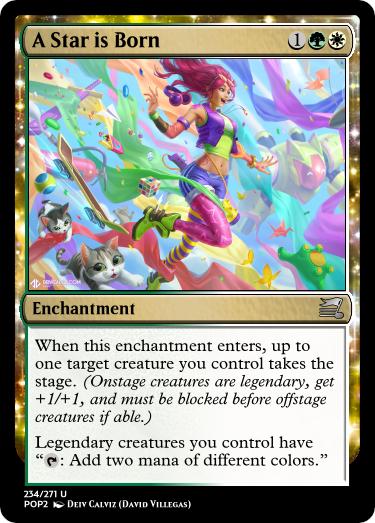 A Star is Born 1
DEIVCALVIZ.COM
Enchantment
When this enchantment enters, up to
one target creature you control takes the
stage. (Onstage creatures are legendary, get
+1/+1, and must be blocked before offstage
creatures if able.)
Legendary creatures you control have
“: Add two mana of different colors.”
234/271 U
POP2 Deiv Calviz (David Villegas)